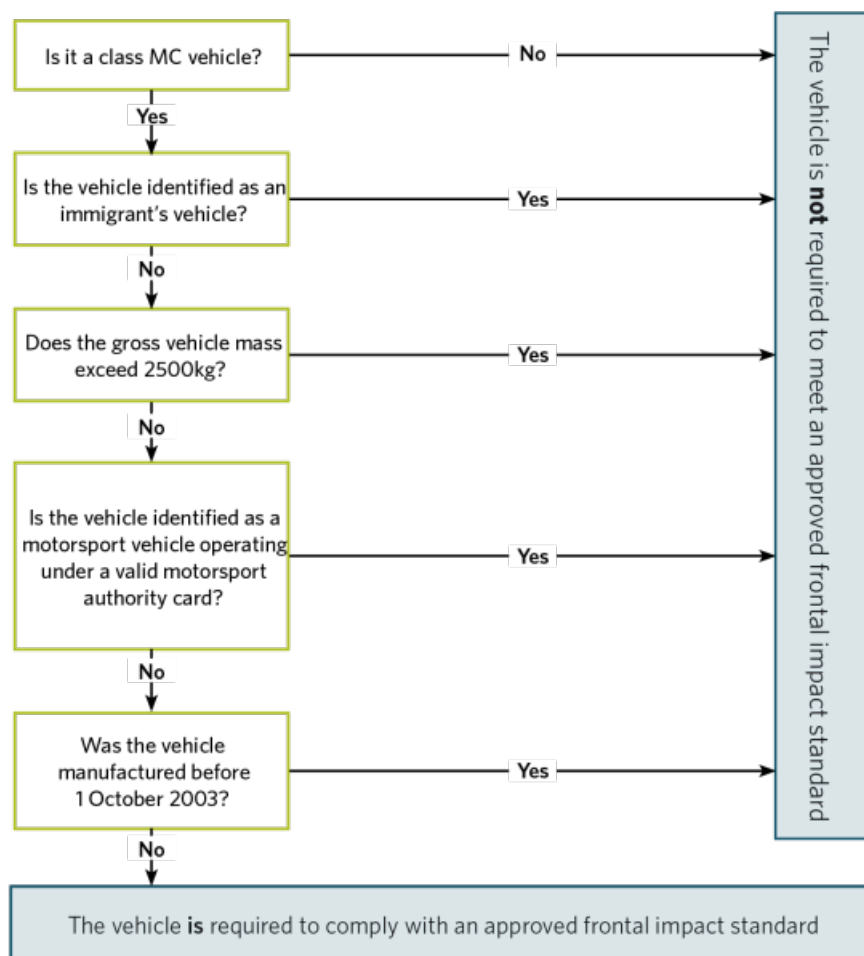 Is it a class MC vehicle?
No
Yes
Is the vehicle identified as an
immigrant's vehicle?
Yes
No
Does the gross vehicle mass
exceed 2500kg?
Yes
No
Is the vehicle identified as a
motorsport vehicle operating
under a valid motorsport
authority card?
Yes
No
Was the vehicle
manufactured before
1 October 2003?
Yes
No
The vehicle is not required to meet an approved frontal impact standard
The vehicle is required to comply with an approved frontal impact standard